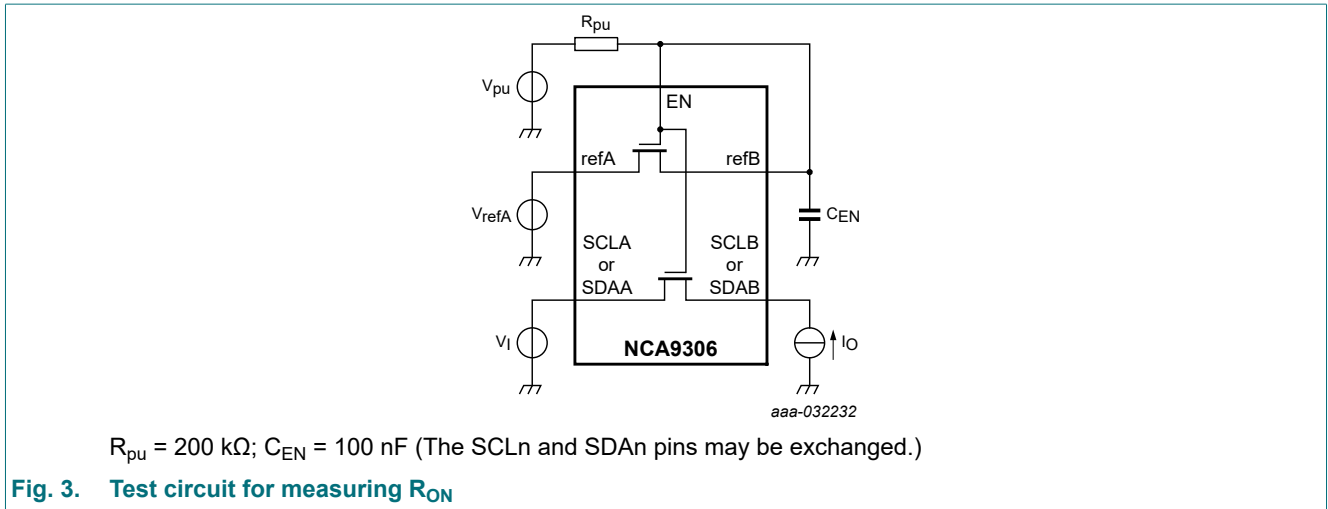 Rpu
Vpu
EN
refA
refB
VrefA
CEN
SCLA
or
SDAA
SCLB
or
SDAB
VI
NCA9306
IO
aaa-032232
Rpu = 200 kΩ; CEN = 100 nF (The SCLn and SDAn pins may be exchanged.)
Fig. 3. Test circuit for measuring RON